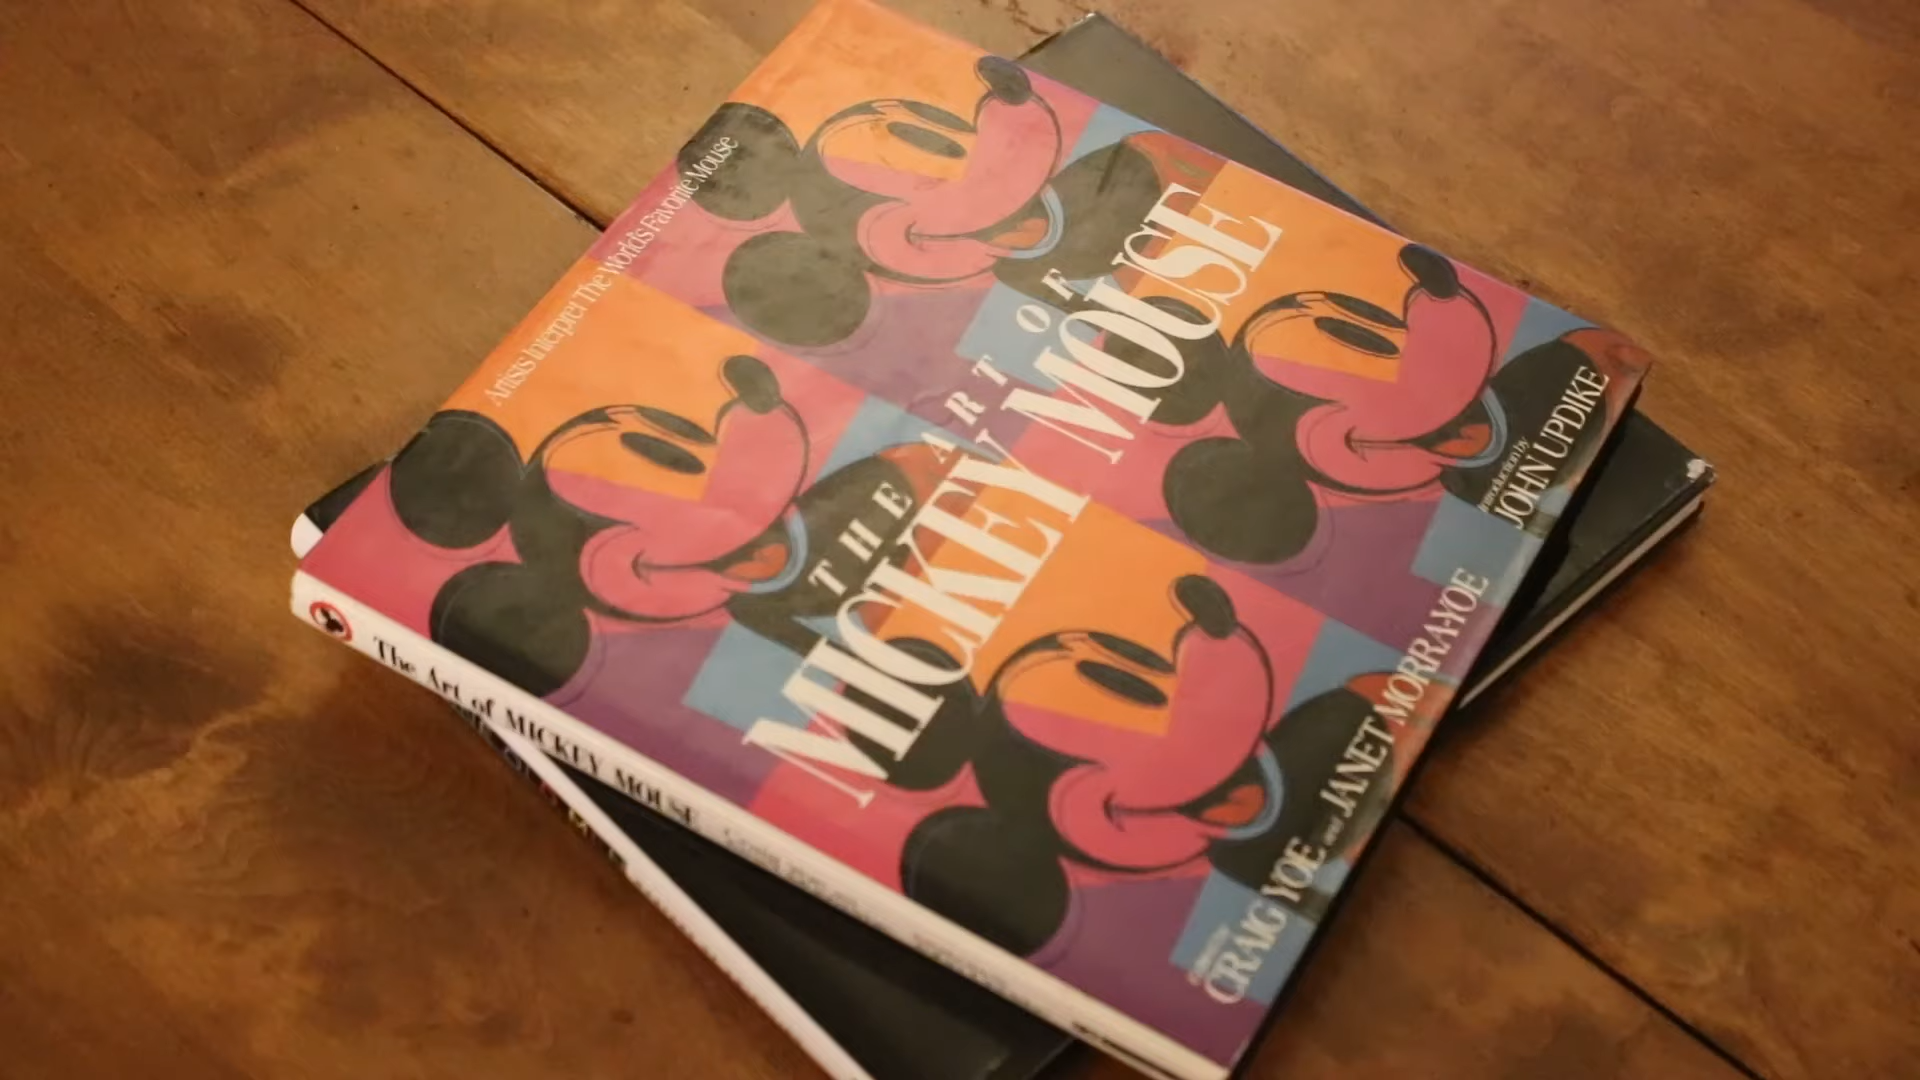 Artists Interpret The World's Favorite Mouse
THE ART OF
MICKEY MOUSE
Introduction by
JOHN UPDIKE
CRAIG YOE and JANET MORRA-YOE
The Art of MICKEY MOUSE